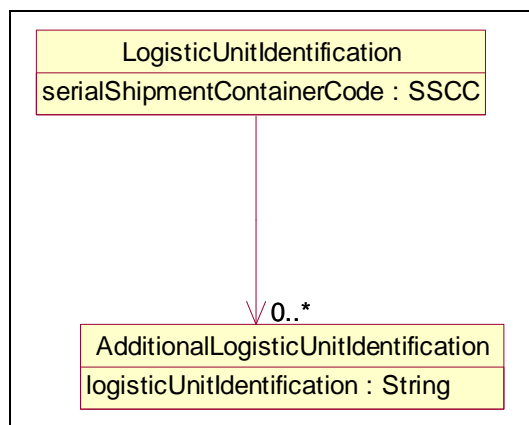 LogisticUnitIdentification
serialShipmentContainerCode : SSCC
0..*
AdditionalLogisticUnitIdentification
logisticUnitIdentification : String